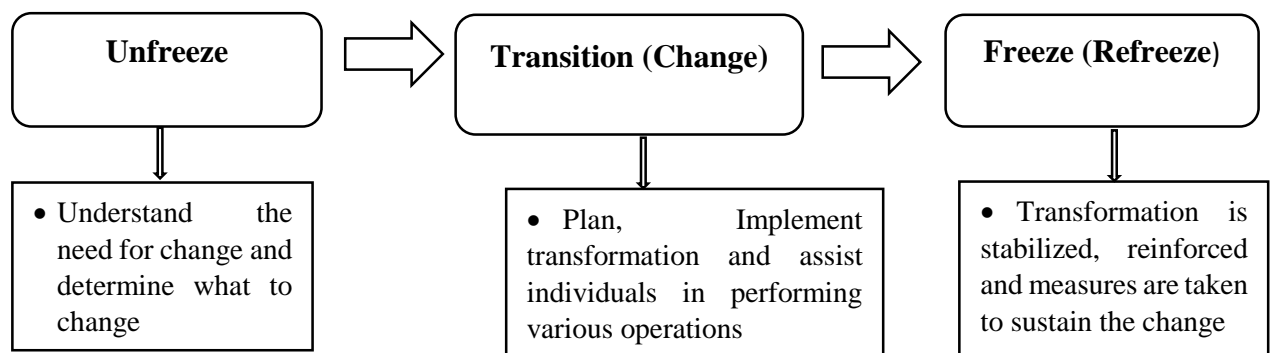 Unfreeze
Transition (Change)
Freeze (Refreeze)
• Understand the
need for change and
determine what to
change
• Plan, Implement
transformation and assist
individuals in performing
various operations
• Transformation is
stabilized, reinforced
and measures are taken
to sustain the change